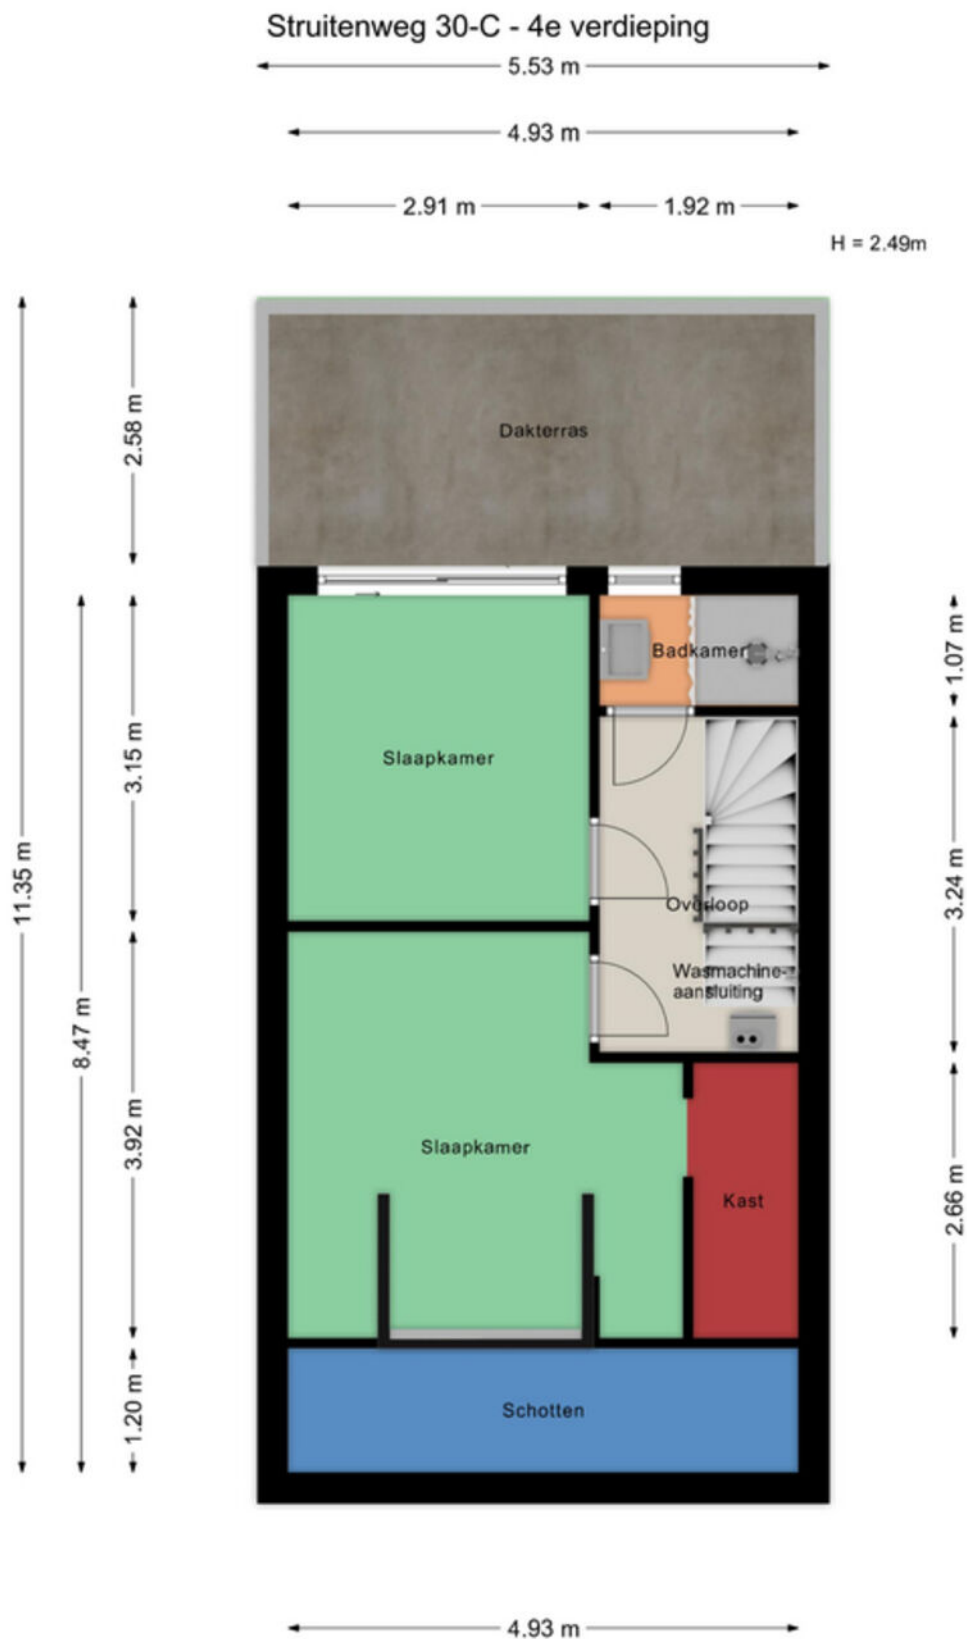 Struitenweg 30-C - 4e verdieping
5.53 m
4.93 m
2.91 m
1.92 m
H = 2.49m
Dakterras
2.58 m
Badkamer
1.07 m
Slaapkamer
3.15 m
11.35 m
Overloop
3.24 m
Wasmachine-
aansluiting
8.47 m
Slaapkamer
3.92 m
Kast
2.66 m
Schotten
1.20 m
4.93 m